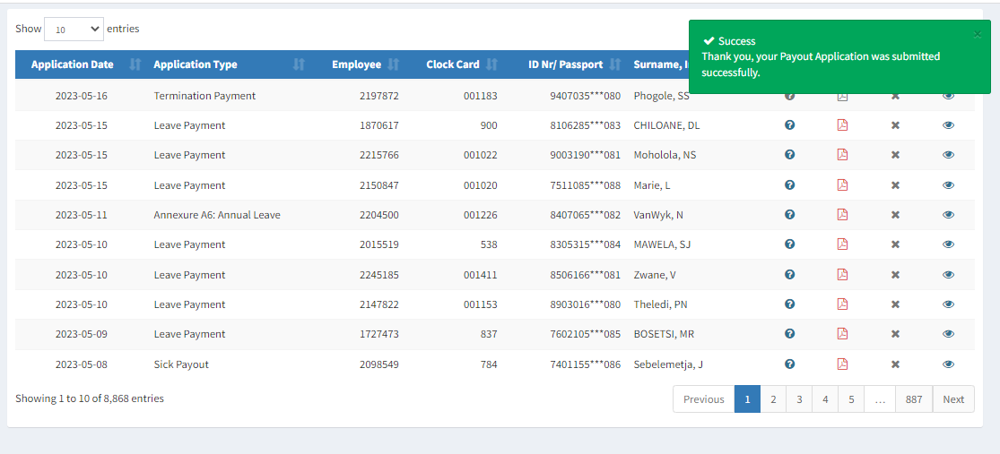 Show 10 entries
Success
Thank you, your Payout Application was submitted
successfully.
Application Date Application Type Employee Clock Card ID Nr/ Passport Surname,
2023-05-16 Termination Payment 2197872 001183 9407035***080 Phogole, SS
2023-05-15 Leave Payment 1870617 900 8106285***083 CHILOANE, DL
2023-05-15 Leave Payment 2215766 001022 9003190***081 Moholola, NS
2023-05-15 Leave Payment 2150847 001020 7511085***088 Marie, L
2023-05-11 Annexure A6: Annual Leave 2204500 001226 8407065***082 VanWyk, N
2023-05-10 Leave Payment 2015519 538 8305315***084 MAWELA, SJ
2023-05-10 Leave Payment 2245185 001411 8506166***081 Zwane, V
2023-05-10 Leave Payment 2147822 001153 8903016***080 Theledi, PN
2023-05-09 Leave Payment 1727473 837 7602105***085 BOSETSI, MR
2023-05-08 Sick Payout 2098549 784 7401155***086 Sebelemetja, J
Showing 1 to 10 of 8,868 entries Previous 1 2 3 4 5 ... 887 Next